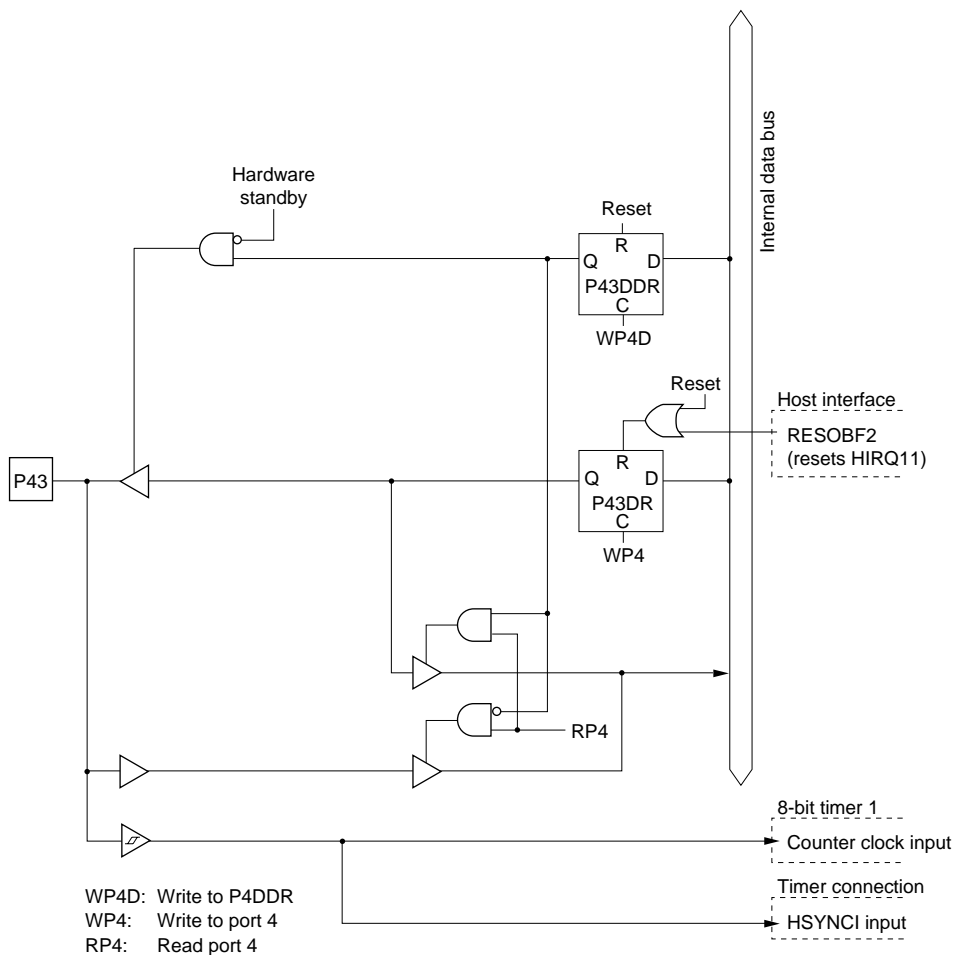 Hardware
standby
Reset
R
Q
D
P43DDR
C
WP4D
Internal data bus
Reset
Host interface
RESOBF2
(resets HIRQ11)
R
P43
Q
D
P43DR
C
WP4
RP4
8-bit timer 1
Counter clock input
Timer connection
HSYNCI input
WP4D: Write to P4DDR
WP4: Write to port 4
RP4: Read port 4